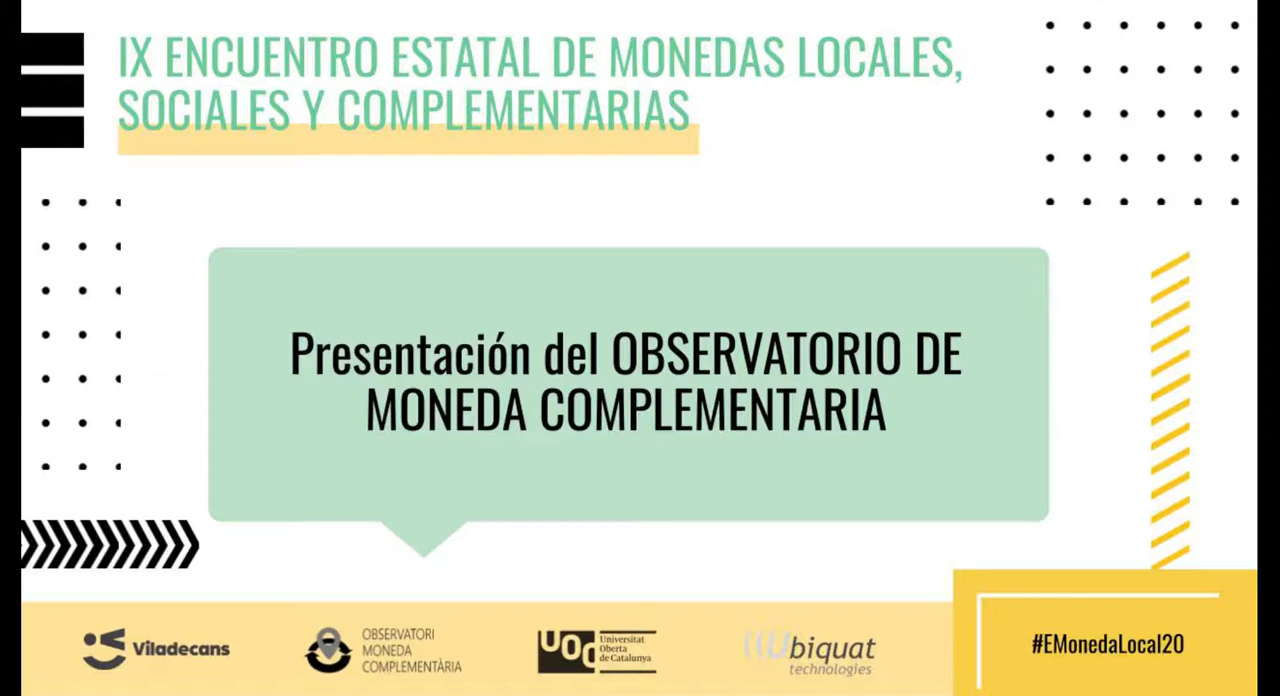 IX ENCUENTRO ESTATAL DE MONEDAS LOCALES,
SOCIALES Y COMPLEMENTARIAS
Presentación del OBSERVATORIO DE
MONEDA COMPLEMENTARIA
Viladecans
OBSERVATORI
MONEDA
COMPLEMENTÀRIA
UOC
Universitat
Oberta
de Catalunya
Ubiquat
technologies
#EMonedaLocal20